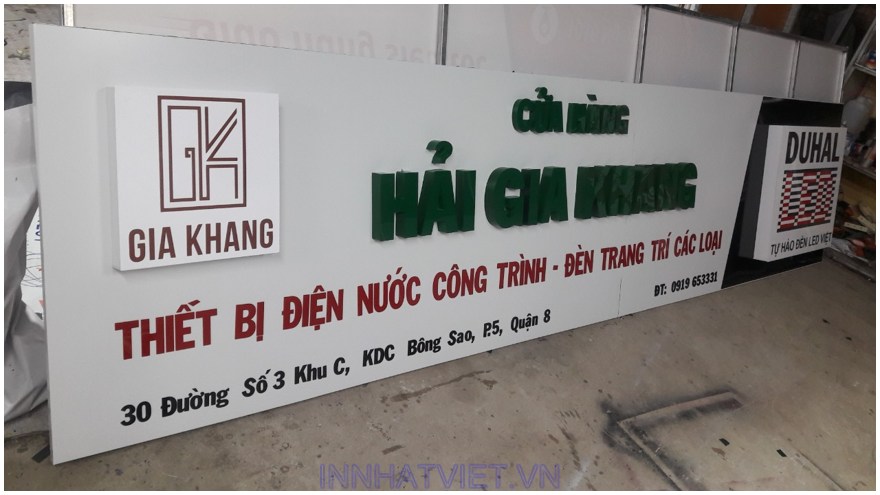 GK
GIA KHANG
CỬA HÀNG
HẢI GIA KHANG
THIẾT BỊ ĐIỆN NƯỚC CÔNG TRÌNH - ĐÈN TRANG TRÍ CÁC LOẠI
ĐT: 0919 653331
30 Đường Số 3 Khu C, KDC Bông Sao, P.5, Quận 8
DUHAL
LED
TỰ HÀO ĐÈN LED VIỆT
INNHATVIET.VN